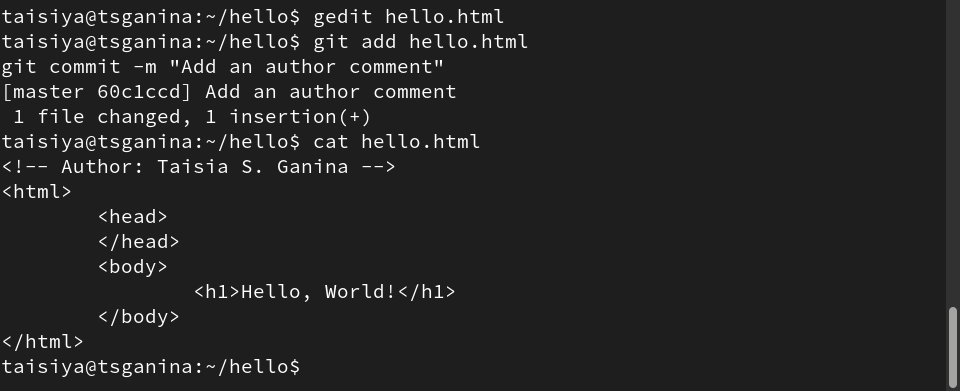 taisiya@tsganina:~/hello$ gedit hello.html
taisiya@tsganina:~/hello$ git add hello.html
git commit -m "Add an author comment"
[master 60c1ccd] Add an author comment
 1 file changed, 1 insertion(+)
taisiya@tsganina:~/hello$ cat hello.html
<!-- Author: Taisia S. Ganina -->
<html>
        <head>
        </head>
        <body>
                <h1>Hello, World!</h1>
        </body>
</html>
taisiya@tsganina:~/hello$